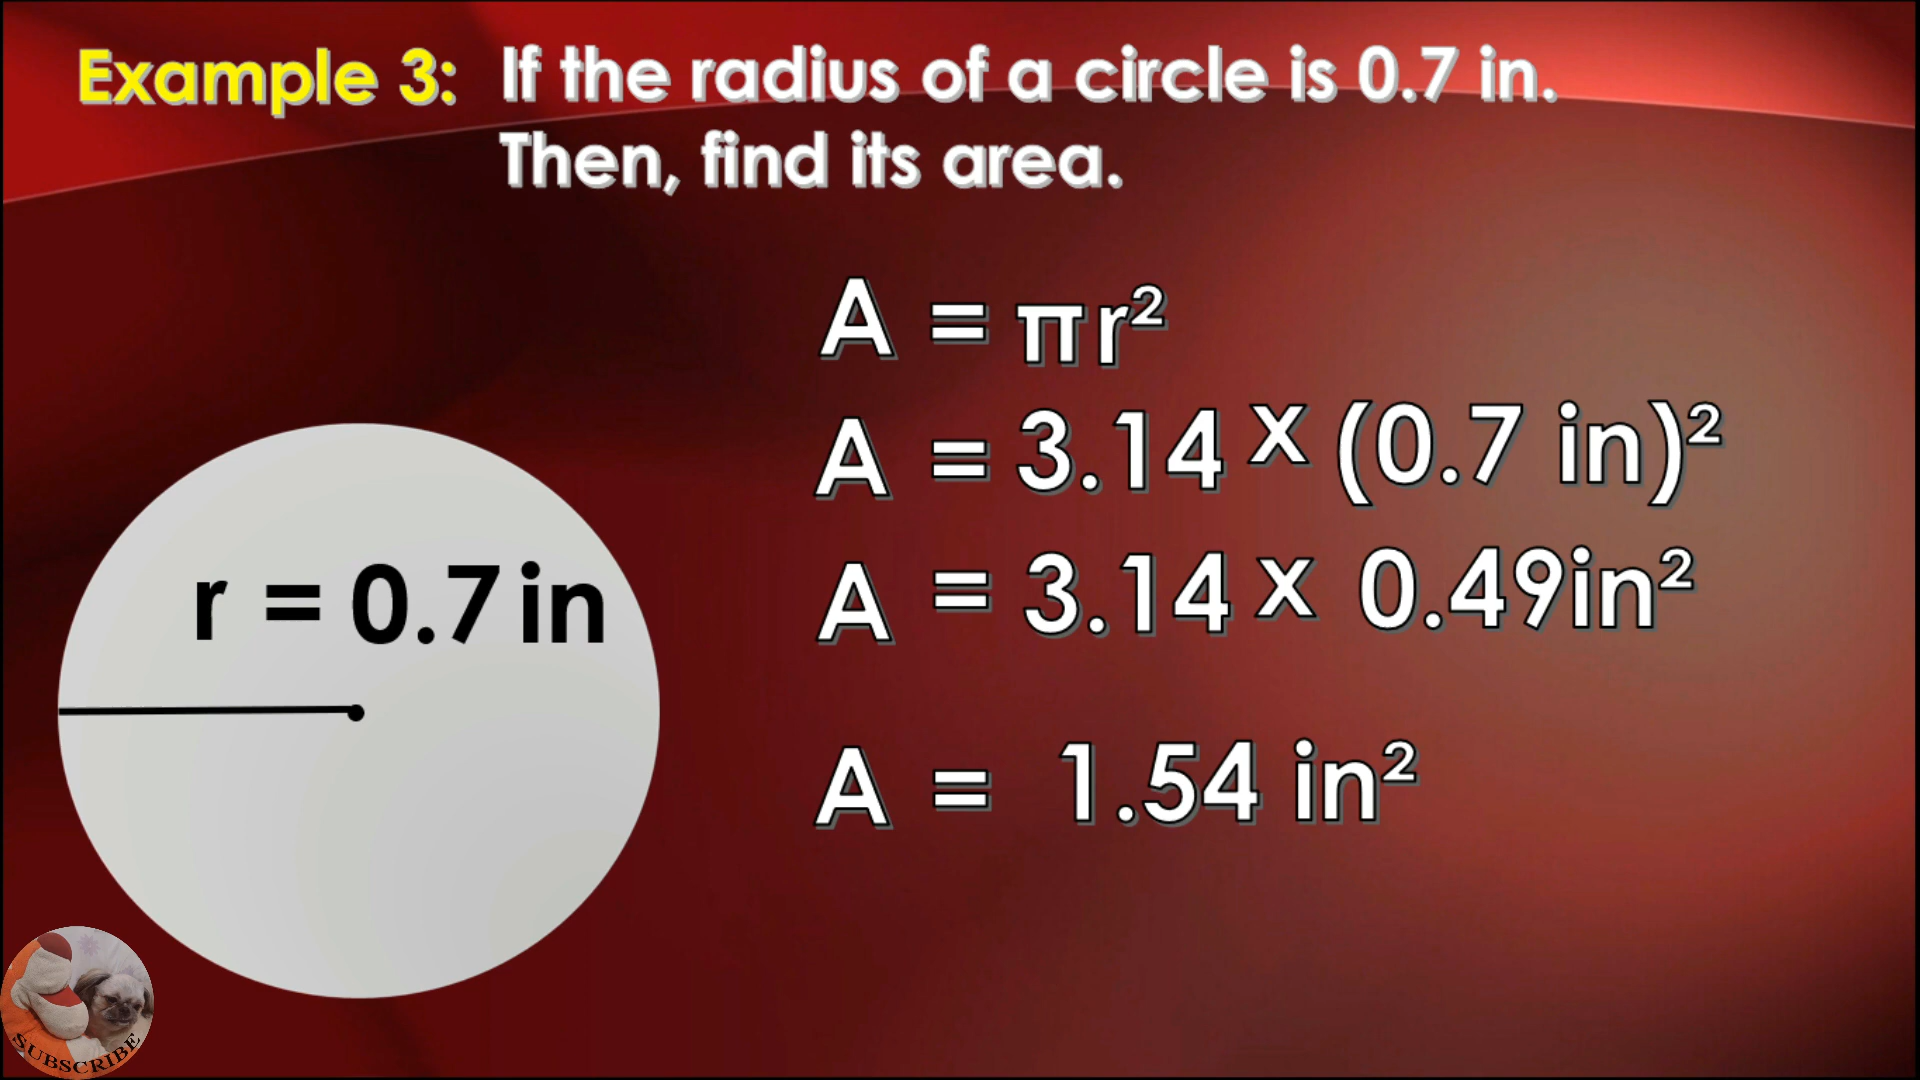 Example 3: If the radius of a circle is 0.7 in.
Then, find its area.
A = πr²
A = 3.14 x (0.7 in)²
A = 3.14 x 0.49in²
A = 1.54 in²
r = 0.7 in
SUBSCRIBE